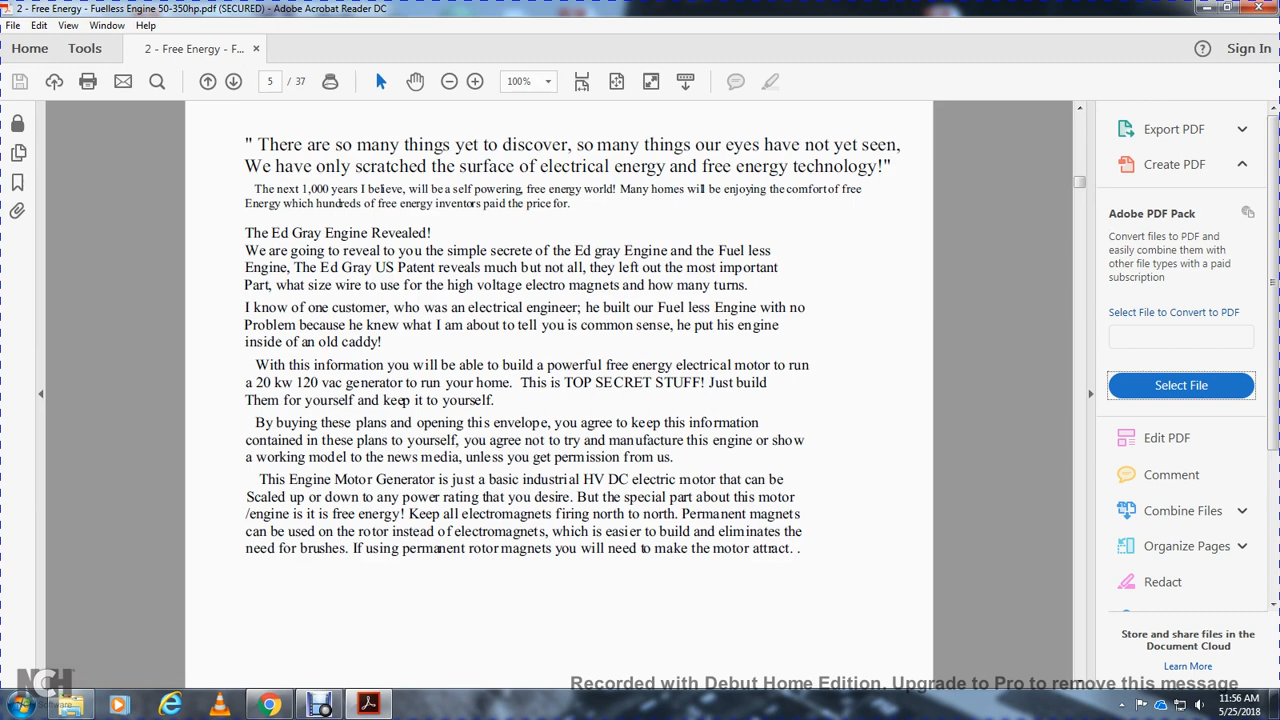 2 - Free Energy - Fuelless Engine 50-350hp.pdf (SECURED) - Adobe Acrobat Reader DC
File Edit View Window Help
Home Tools 2 - Free Energy - F... × Sign In
5 / 37 100%
" There are so many things yet to discover, so many things our eyes have not yet seen,
We have only scratched the surface of electrical energy and free energy technology!"
The next 1,000 years I believe, will be a self powering, free energy world! Many homes will be enjoying the comfort of free
Energy which hundreds of free energy inventors paid the price for.
The Ed Gray Engine Revealed!
We are going to reveal to you the simple secrete of the Ed gray Engine and the Fuel less
Engine, The Ed Gray US Patent reveals much but not all, they left out the most important
Part, what size wire to use for the high voltage electro magnets and how many turns.
I know of one customer, who was an electrical engineer; he built our Fuel less Engine with no
Problem because he knew what I am about to tell you is common sense, he put his engine
inside of an old caddy!
With this information you will be able to build a powerful free energy electrical motor to run
a 20 kw 120 vac generator to run your home. This is TOP SECRET STUFF! Just build
Them for yourself and keep it to yourself.
By buying these plans and opening this envelope, you agree to keep this information
contained in these plans to yourself, you agree not to try and manufacture this engine or show
a working model to the news media, unless you get permission from us.
This Engine Motor Generator is just a basic industrial HV DC electric motor that can be
Scaled up or down to any power rating that you desire. But the special part about this motor
/engine is it is free energy! Keep all electromagnets firing north to north. Permanent magnets
can be used on the rotor instead of electromagnets, which is easier to build and eliminates the
need for brushes. If using permanent rotor magnets you will need to make the motor attract. .
Export PDF
Create PDF
Adobe PDF Pack
Convert files to PDF and
easily combine them with
other file types with a paid
subscription
Select File to Convert to PDF
Select File
Edit PDF
Comment
Combine Files
Organize Pages
Redact
Store and share files in the
Document Cloud
Learn More
NCH
Software
Recorded with Debut Home Edition. Upgrade to Pro to remove this message
11:56 AM
5/25/2018